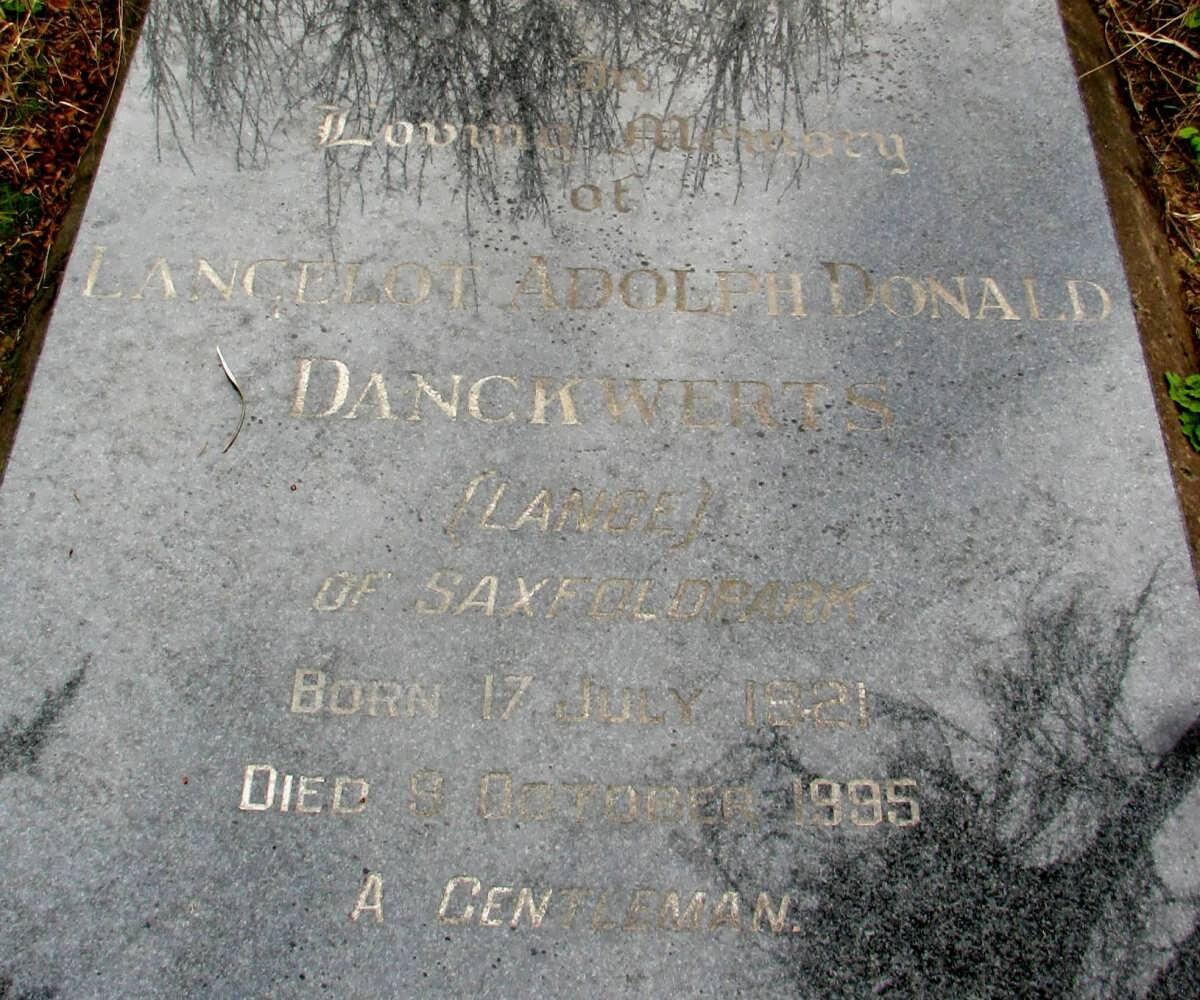 In
Loving Memory
of
LANCELOT ADOLPH DONALD
DANCKWERTS
(LANCE)
OF SAXFOLDPARK
BORN 17 JULY 1921
DIED 9 OCTOBER 1995
A GENTLEMAN.